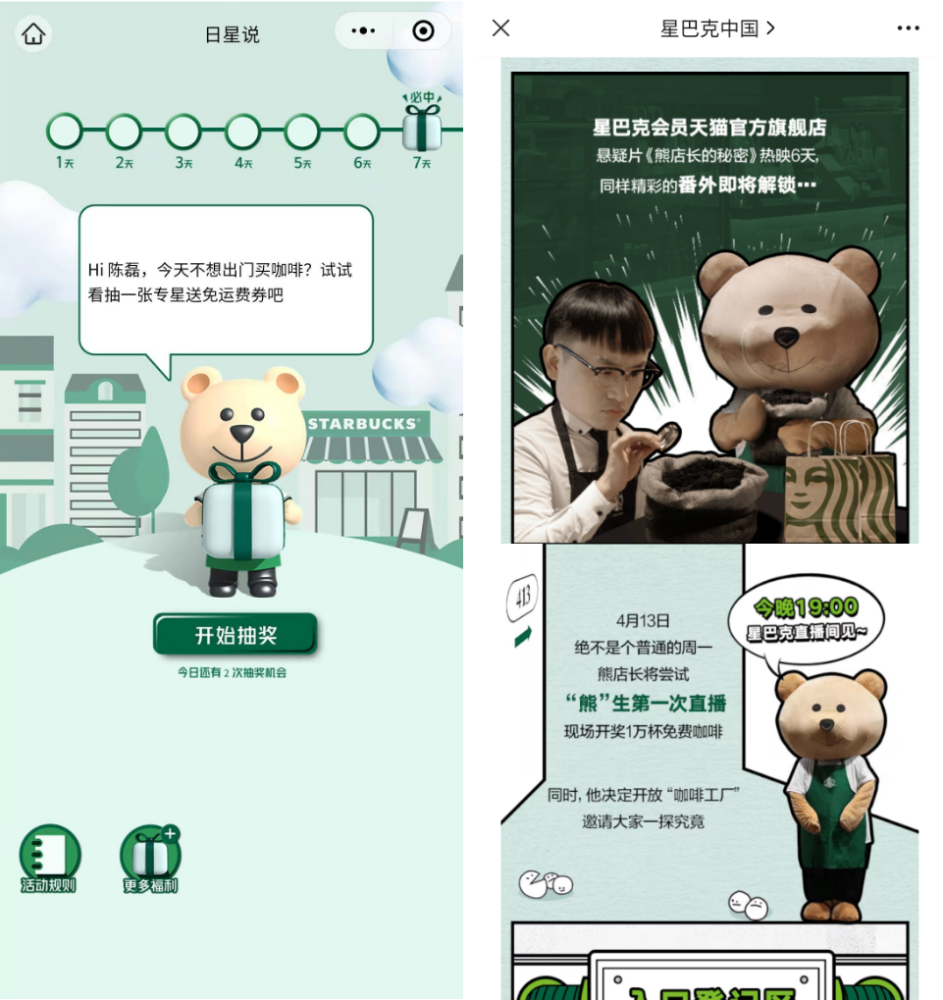 日星说
必中
1天
2天
3天
4天
5天
6天
7天
Hi 陈磊，今天不想出门买咖啡？试试
看抽一张专星送免运费券吧
STARBUCKS
开始抽奖
今日还有 2 次抽奖机会
活动规则
更多福利
星巴克中国
星巴克会员天猫官方旗舰店
悬疑片《熊店长的秘密》热映6天，
同样精彩的番外即将解锁···
413
今晚19:00
星巴克直播间见~
4月13日
绝不是个普通的周一
熊店长将尝试
“熊”生第一次直播
现场开奖1万杯免费咖啡
同时，他决定开放“咖啡工厂”
邀请大家一探究竟
入口登记区